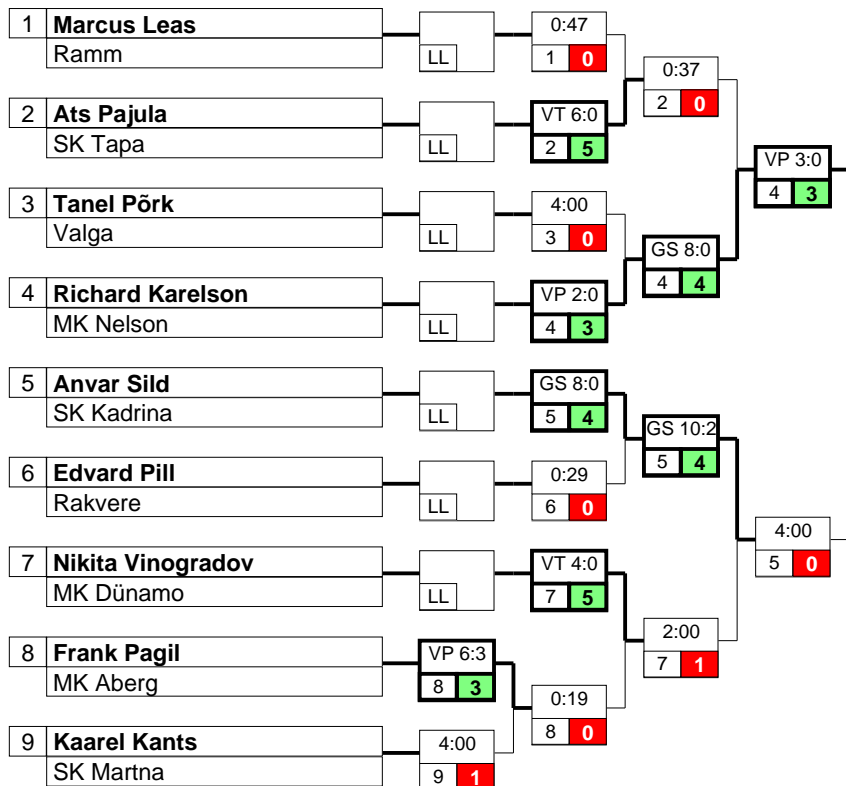 1 Marcus Leas
Ramm
LL
0:47
1 0
0:37
2 0
2 Ats Pajula
SK Tapa
LL
VT 6:0
2 5
VP 3:0
4 3
3 Tanel Põrk
Valga
LL
4:00
3 0
GS 8:0
4 4
4 Richard Karelson
MK Nelson
LL
VP 2:0
4 3
5 Anvar Sild
SK Kadrina
LL
GS 8:0
5 4
GS 10:2
5 4
6 Edvard Pill
Rakvere
LL
0:29
6 0
4:00
5 0
7 Nikita Vinogradov
MK Dünamo
LL
VT 4:0
7 5
2:00
7 1
8 Frank Pagil
MK Aberg
VP 6:3
8 3
0:19
8 0
9 Kaarel Kants
SK Martna
4:00
9 1